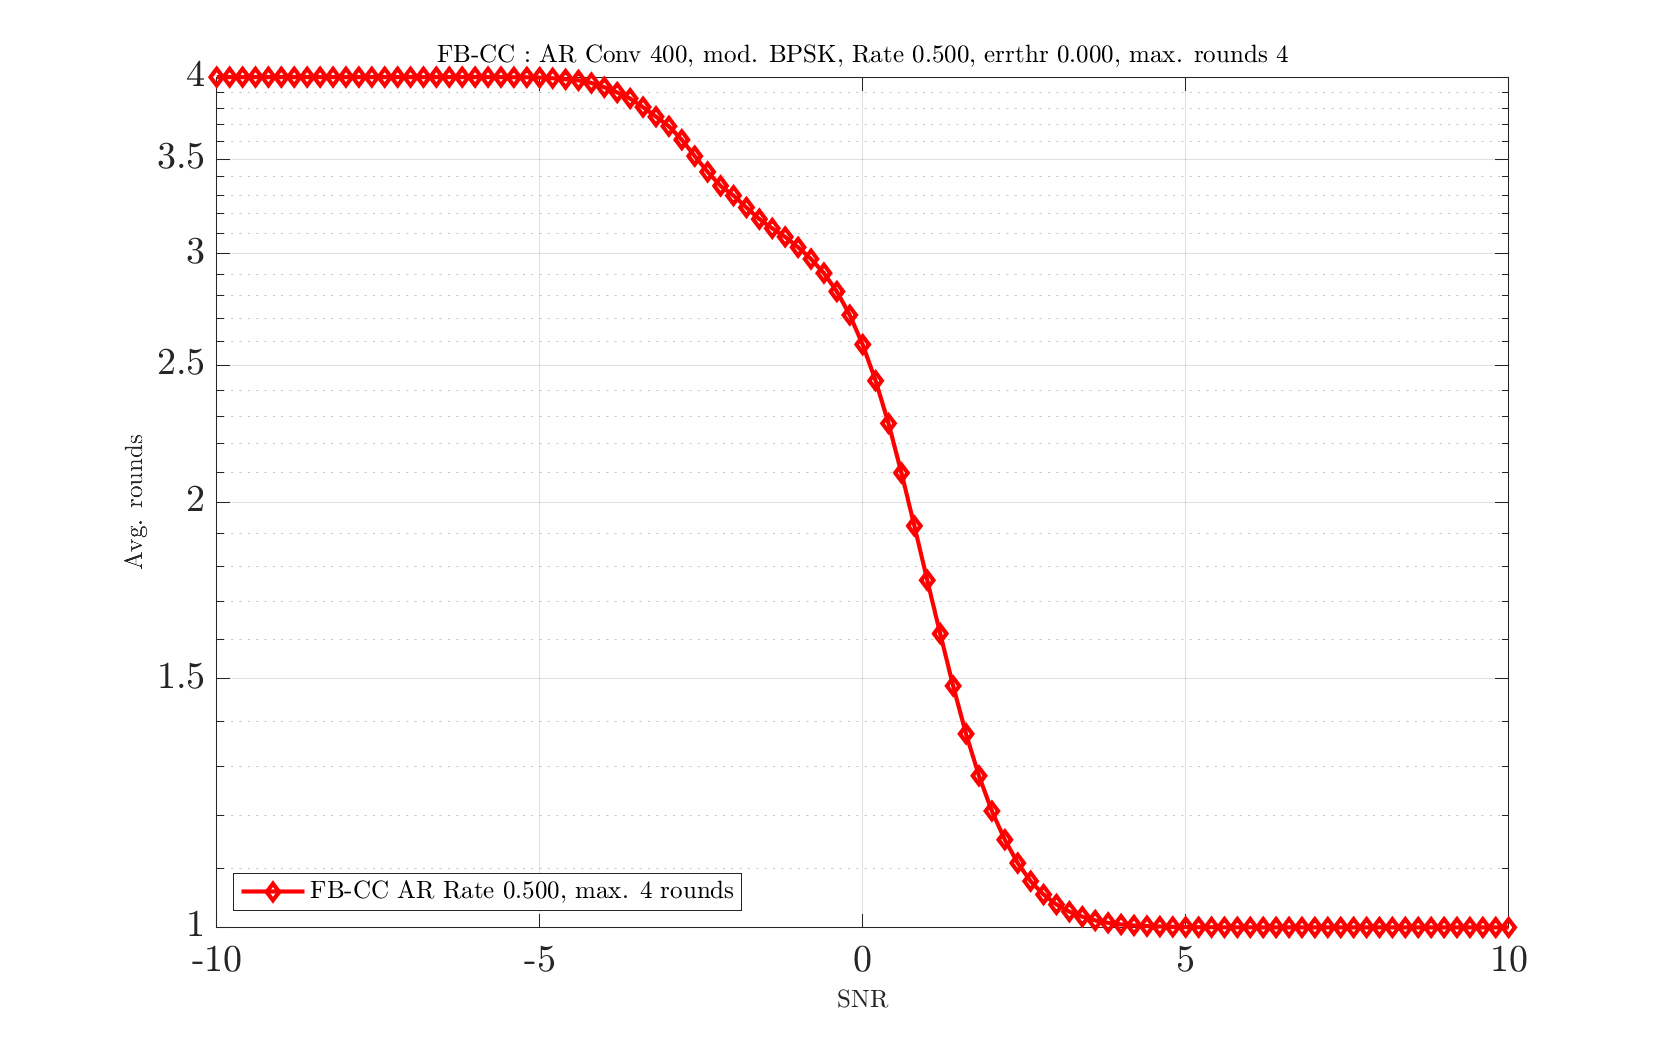 FB-CC : AR Conv 400, mod. BPSK, Rate 0.500, errthr 0.000, max. rounds 4
4
3.5
3
2.5
2
1.5
1
Avg. rounds
FB-CC AR Rate 0.500, max. 4 rounds
-10 -5 0 5 10
SNR